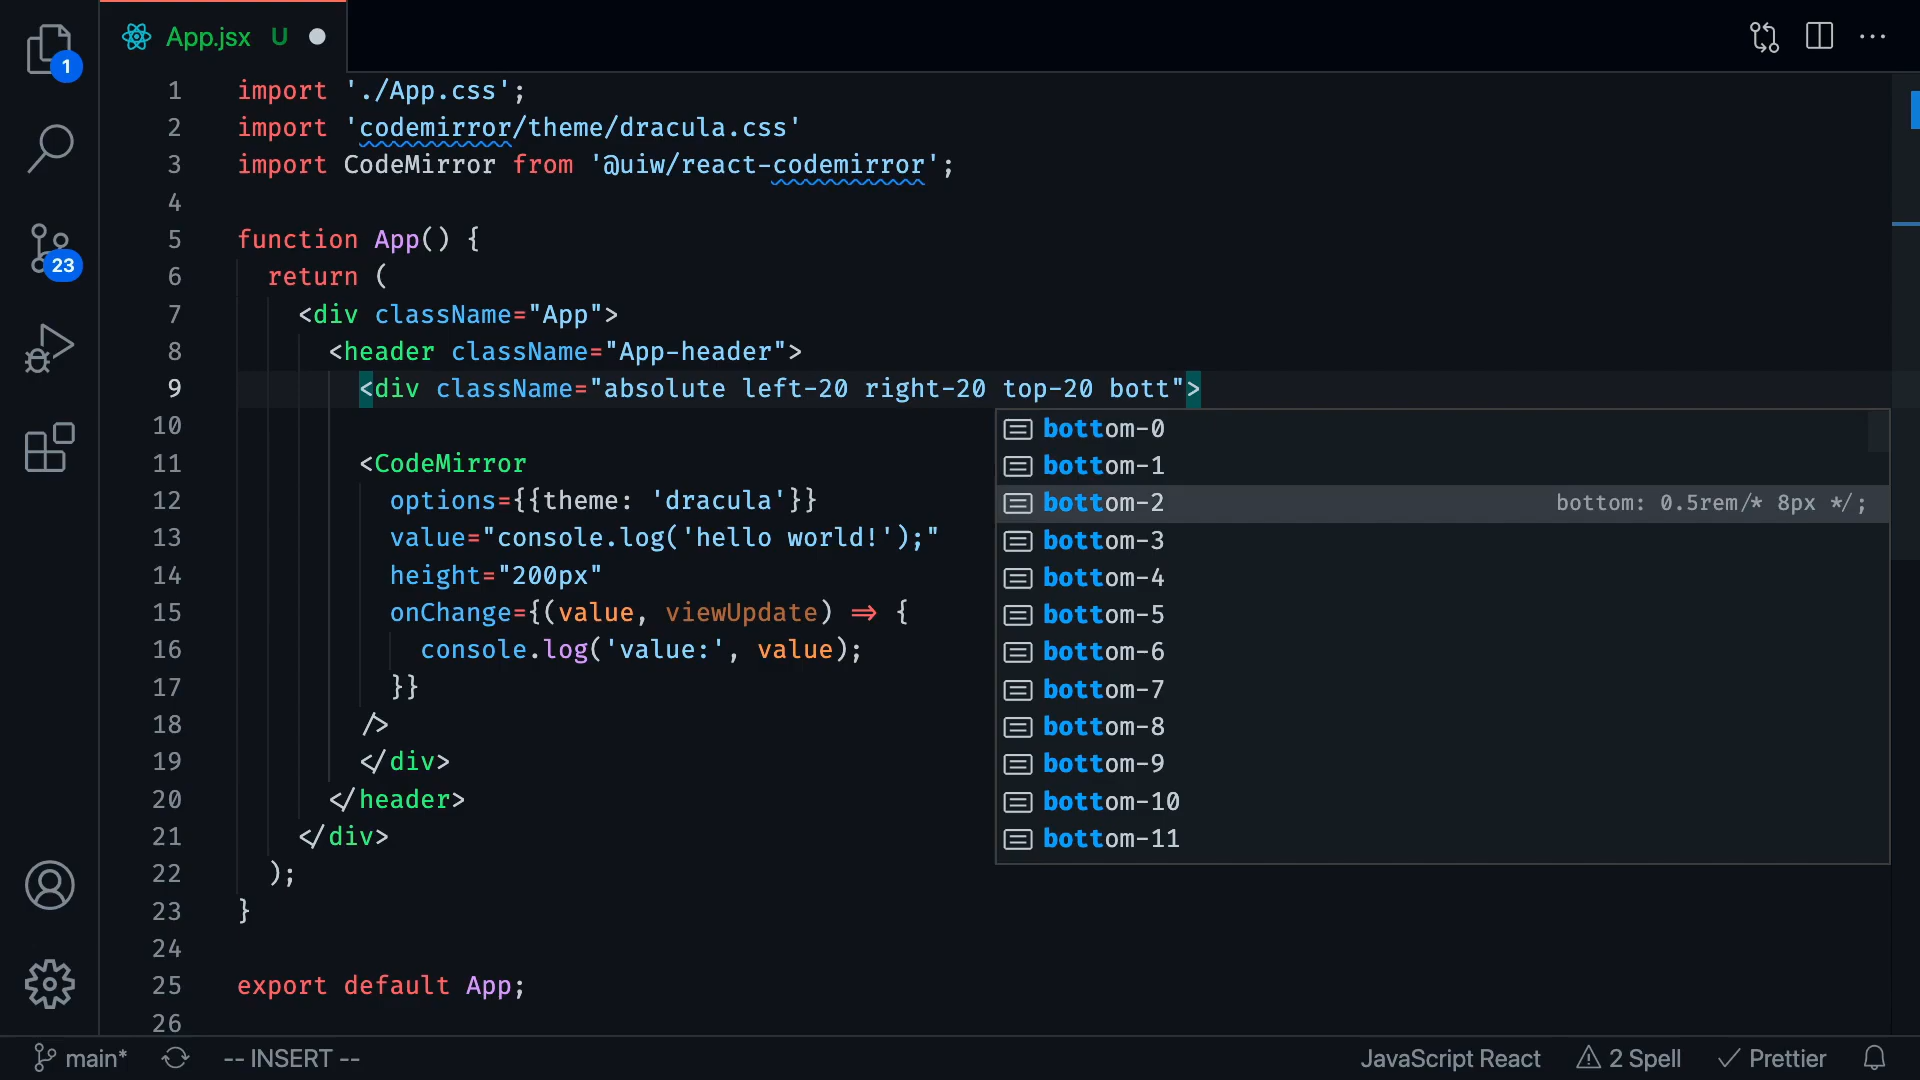 App.jsx U
1
23
1 import './App.css';
2 import 'codemirror/theme/dracula.css'
3 import CodeMirror from '@uiw/react-codemirror';
4
5 function App() {
6 return (
7 <div className="App">
8 <header className="App-header">
9 <div className="absolute left-20 right-20 top-20 bott">
10
11 <CodeMirror
12 options={{theme: 'dracula'}}
13 value="console.log('hello world!');"
14 height="200px"
15 onChange={(value, viewUpdate) => {
16 console.log('value:', value);
17 }}
18 />
19 </div>
20 </header>
21 </div>
22 );
23 }
24
25 export default App;
26
bottom-0
bottom-1
bottom-2 bottom: 0.5rem/* 8px */;
bottom-3
bottom-4
bottom-5
bottom-6
bottom-7
bottom-8
bottom-9
bottom-10
bottom-11
main* -- INSERT -- JavaScript React 2 Spell Prettier